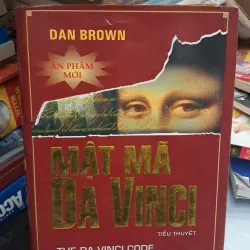 DAN BROWN
ẤN PHẨM
MỚI
MẬT MÃ
DA VINCI
TIỂU THUYẾT
THE DA VINCI CODE